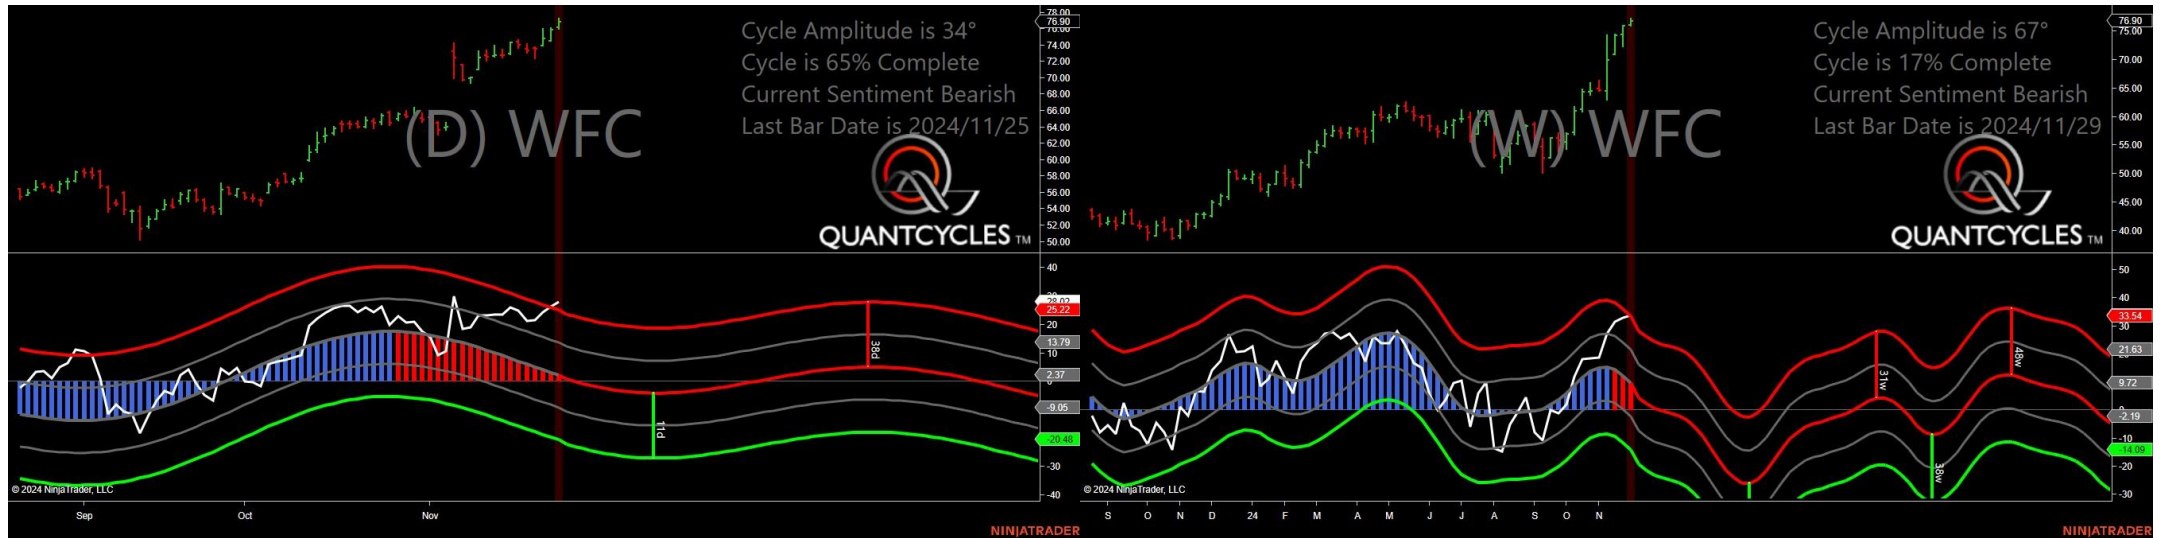 Cycle Amplitude is 34°
Cycle is 65% Complete
Current Sentiment Bearish
Last Bar Date is 2024/11/25
(D) WFC
QUANTCYCLES TM
78.00
76.90
76.00
74.00
72.00
70.00
68.00
66.00
64.00
62.00
60.00
58.00
56.00
54.00
52.00
50.00
40
28.02
25.22
20
13.79
10
2.37
0
-9.05
-20.48
-30
-40
38d
11d
© 2024 NinjaTrader, LLC
Sep Oct Nov
NINJATRADER
Cycle Amplitude is 67°
Cycle is 17% Complete
Current Sentiment Bearish
Last Bar Date is 2024/11/29
(W) WFC
QUANTCYCLES TM
76.90
75.00
70.00
65.00
60.00
55.00
50.00
45.00
40.00
50
40
33.54
30
21.63
9.72
0
-2.19
-10
-14.09
-20
-30
31w
48w
38w
© 2024 NinjaTrader, LLC
S O N D 24 F M A M J J A S O N
NINJATRADER